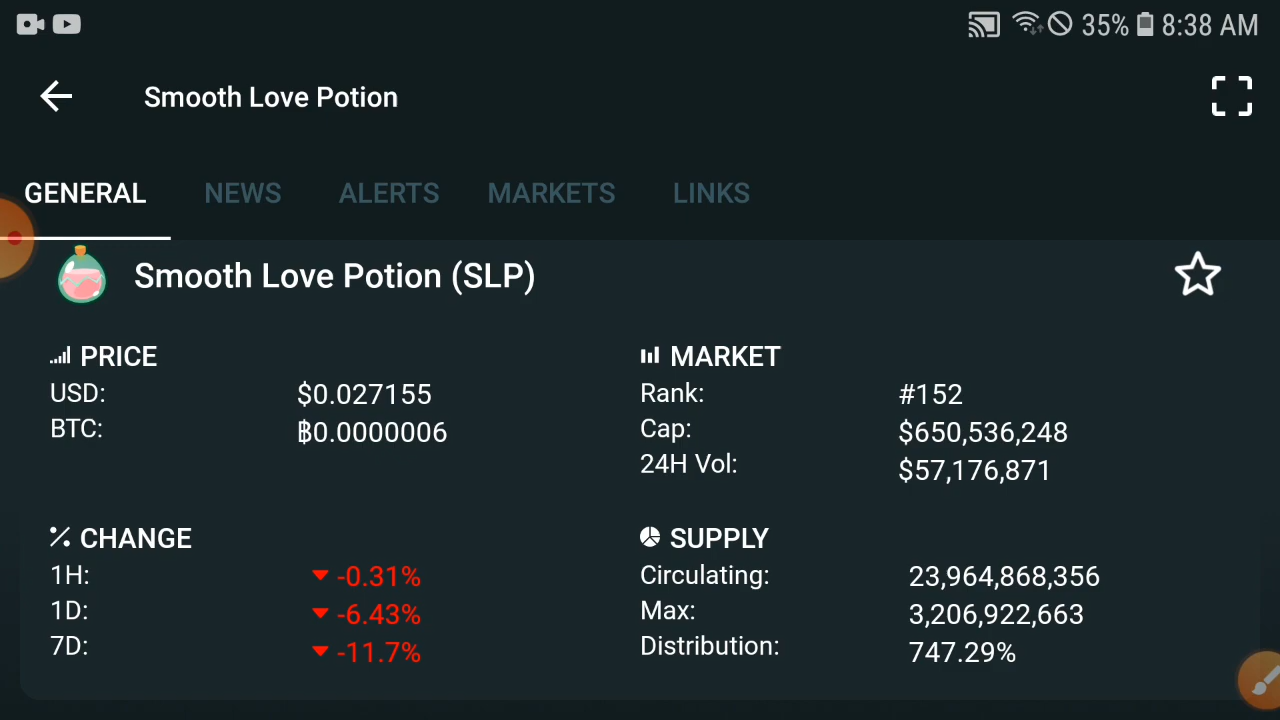 35% 8:38 AM
Smooth Love Potion
GENERAL NEWS ALERTS MARKETS LINKS
Smooth Love Potion (SLP)
PRICE
USD: $0.027155
BTC: ฿0.0000006
MARKET
Rank: #152
Cap: $650,536,248
24H Vol: $57,176,871
CHANGE
1H: -0.31%
1D: -6.43%
7D: -11.7%
SUPPLY
Circulating: 23,964,868,356
Max: 3,206,922,663
Distribution: 747.29%